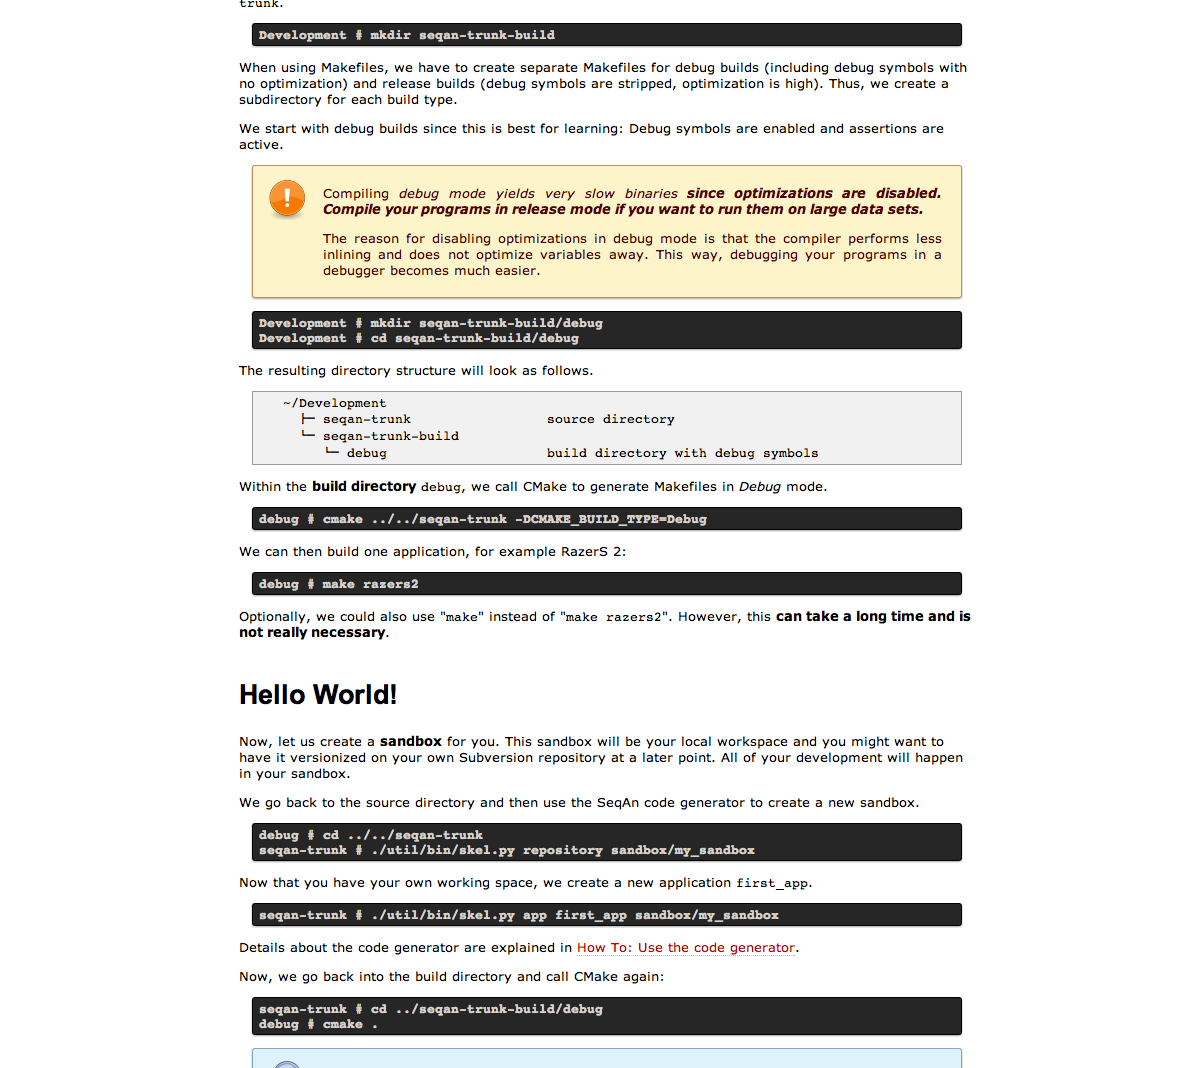 trunk.
Development # mkdir seqan-trunk-build
When using Makefiles, we have to create separate Makefiles for debug builds (including debug symbols with
no optimization) and release builds (debug symbols are stripped, optimization is high). Thus, we create a
subdirectory for each build type.
We start with debug builds since this is best for learning: Debug symbols are enabled and assertions are
active.
Compiling debug mode yields very slow binaries since optimizations are disabled.
Compile your programs in release mode if you want to run them on large data sets.
The reason for disabling optimizations in debug mode is that the compiler performs less
inlining and does not optimize variables away. This way, debugging your programs in a
debugger becomes much easier.
Development # mkdir seqan-trunk-build/debug
Development # cd seqan-trunk-build/debug
The resulting directory structure will look as follows.
~/Development
├─ seqan-trunk source directory
└─ seqan-trunk-build
└─ debug build directory with debug symbols
Within the build directory debug, we call CMake to generate Makefiles in Debug mode.
debug # cmake ../../seqan-trunk -DCMAKE_BUILD_TYPE=Debug
We can then build one application, for example RazerS 2:
debug # make razers2
Optionally, we could also use "make" instead of "make razers2". However, this can take a long time and is
not really necessary.
Hello World!
Now, let us create a sandbox for you. This sandbox will be your local workspace and you might want to
have it versionized on your own Subversion repository at a later point. All of your development will happen
in your sandbox.
We go back to the source directory and then use the SeqAn code generator to create a new sandbox.
debug # cd ../../seqan-trunk
seqan-trunk # ./util/bin/skel.py repository sandbox/my_sandbox
Now that you have your own working space, we create a new application first_app.
seqan-trunk # ./util/bin/skel.py app first_app sandbox/my_sandbox
Details about the code generator are explained in How To: Use the code generator.
Now, we go back into the build directory and call CMake again:
seqan-trunk # cd ../seqan-trunk-build/debug
debug # cmake .